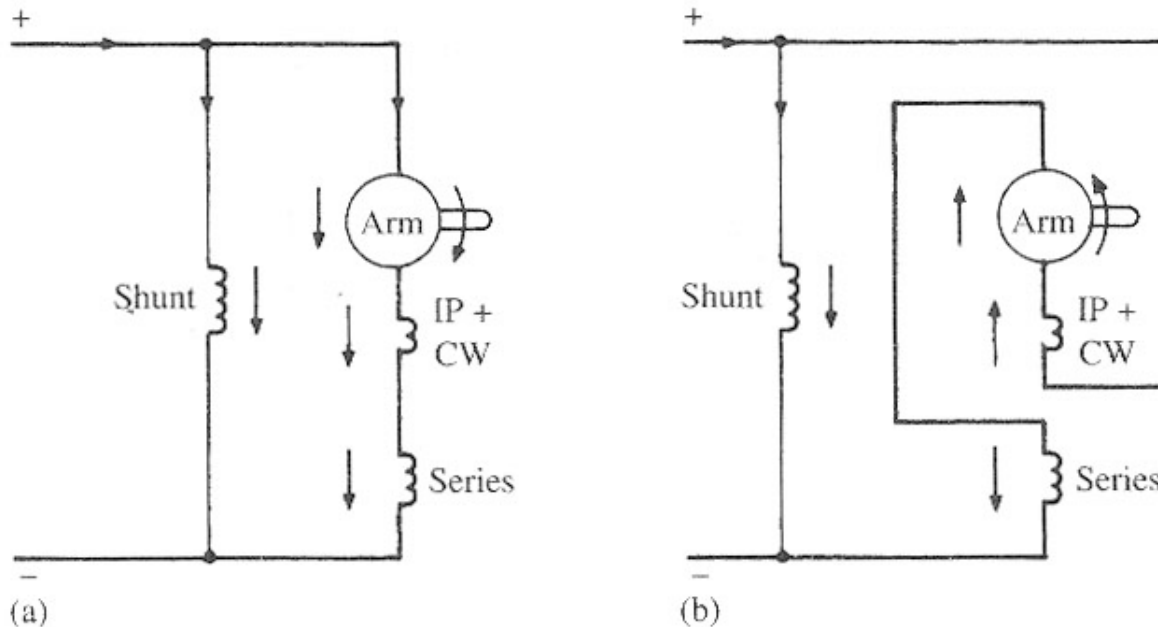 +
Arm
Shunt
IP +
CW
Series
−
(a)
+
Arm
Shunt
IP +
CW
Series
−
(b)